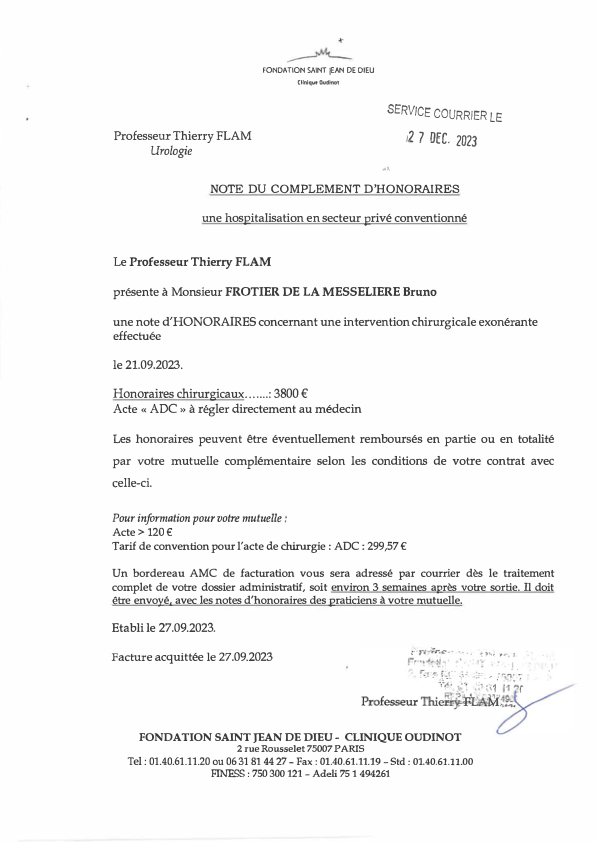 FONDATION SAINT JEAN DE DIEU
Clinique Oudinot
SERVICE COURRIER LE
27 DEC. 2023
Professeur Thierry FLAM
Urologie
NOTE DU COMPLEMENT D'HONORAIRES
une hospitalisation en secteur privé conventionné
Le Professeur Thierry FLAM
présente à Monsieur FROTIER DE LA MESSELIERE Bruno
une note d'HONORAIRES concernant une intervention chirurgicale exonérante
effectuée
le 21.09.2023.
Honoraires chirurgicaux…....: 3800 €
Acte « ADC » à régler directement au médecin
Les honoraires peuvent être éventuellement remboursés en partie ou en totalité
par votre mutuelle complémentaire selon les conditions de votre contrat avec
celle-ci.
Pour information pour votre mutuelle :
Acte > 120 €
Tarif de convention pour l'acte de chirurgie : ADC : 299,57 €
Un bordereau AMC de facturation vous sera adressé par courrier dès le traitement
complet de votre dossier administratif, soit environ 3 semaines après votre sortie. Il doit
être envoyé, avec les notes d'honoraires des praticiens à votre mutuelle.
Etabli le 27.09.2023.
Facture acquittée le 27.09.2023
Professeur Thierry FLAM
FONDATION SAINT JEAN DE DIEU - CLINIQUE OUDINOT
2 rue Rousselet 75007 PARIS
Tel : 01.40.61.11.20 ou 06 31 81 44 27 – Fax : 01.40.61.11.19 – Std : 01.40.61.11.00
FINESS : 750 300 121 – Adeli 75 1 494261